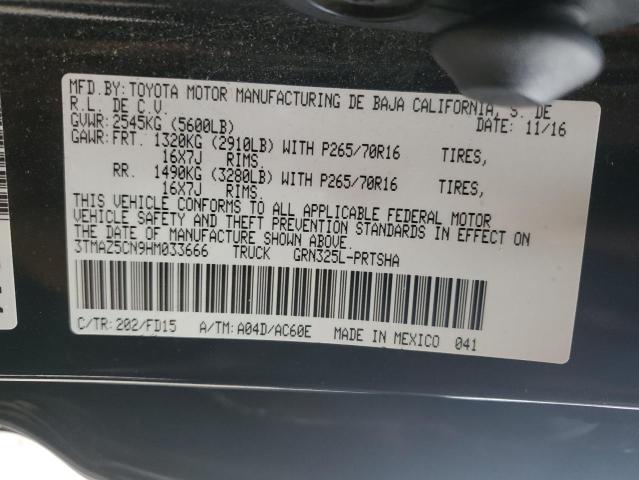 MFD.BY: TOYOTA MOTOR MANUFACTURING DE BAJA CALIFORNIA, S. DE
R.L. DE C.V. DATE: 11/16
GVWR: 2545KG (5600LB)
GAWR: FRT. 1320KG (2910LB) WITH P265/70R16 TIRES,
16X7J RIMS.
RR. 1490KG (3280LB) WITH P265/70R16 TIRES,
16X7J RIMS
THIS VEHICLE CONFORMS TO ALL APPLICABLE FEDERAL MOTOR
VEHICLE SAFETY AND THEFT PREVENTION STANDARDS IN EFFECT ON
THE DATE OF MANUFACTURE SHOWN ABOVE.
3TMAZ5CN9HM033666 TRUCK GRN325L-PRTSHA
C/TR: 202/FD15 A/TM: A04D/AC60E MADE IN MEXICO 041